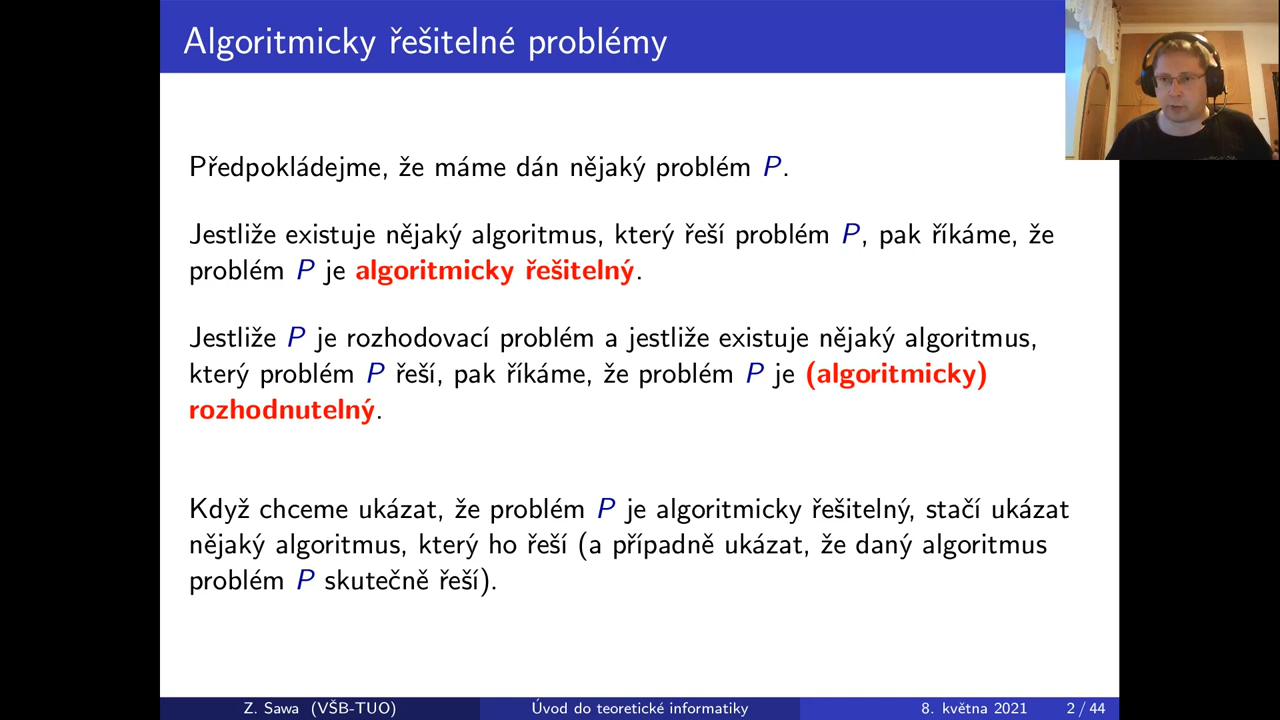 Algoritmicky řešitelné problémy
Předpokládejme, že máme dán nějaký problém P.
Jestliže existuje nějaký algoritmus, který řeší problém P, pak říkáme, že
problém P je algoritmicky řešitelný.
Jestliže P je rozhodovací problém a jestliže existuje nějaký algoritmus,
který problém P řeší, pak říkáme, že problém P je (algoritmicky)
rozhodnutelný.
Když chceme ukázat, že problém P je algoritmicky řešitelný, stačí ukázat
nějaký algoritmus, který ho řeší (a případně ukázat, že daný algoritmus
problém P skutečně řeší).
Z. Sawa (VŠB-TUO) Úvod do teoretické informatiky 8. května 2021 2 / 44